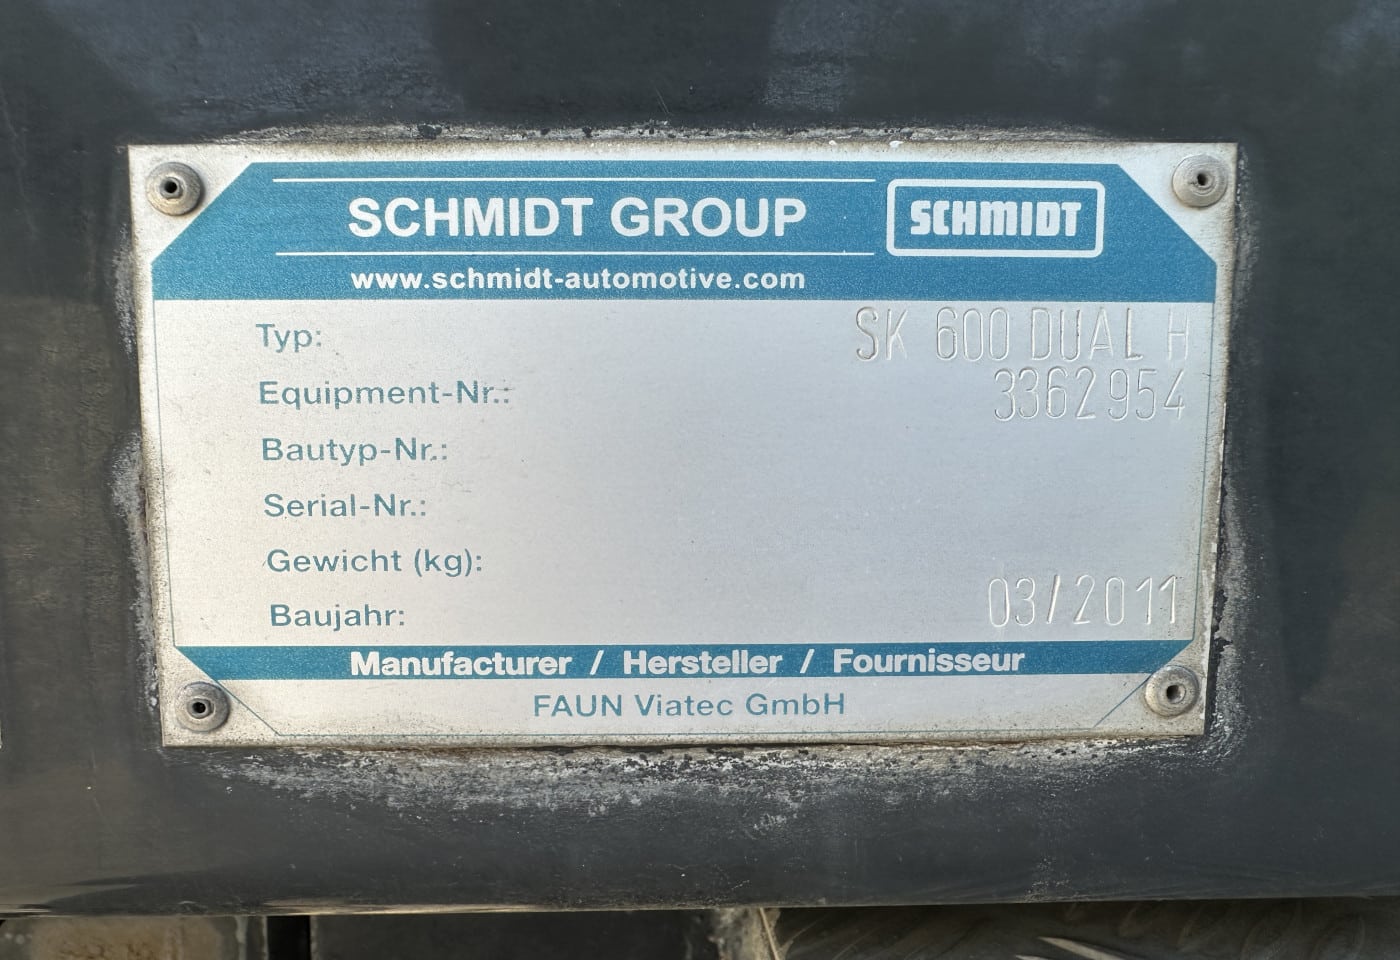 SCHMIDT GROUP SCHMIDT
www.schmidt-automotive.com
Typ: SK 600 DUAL H
Equipment-Nr.: 3362954
Bautyp-Nr.:
Serial-Nr.:
Gewicht (kg):
Baujahr: 03/2011
Manufacturer / Hersteller / Fournisseur
FAUN Viatec GmbH